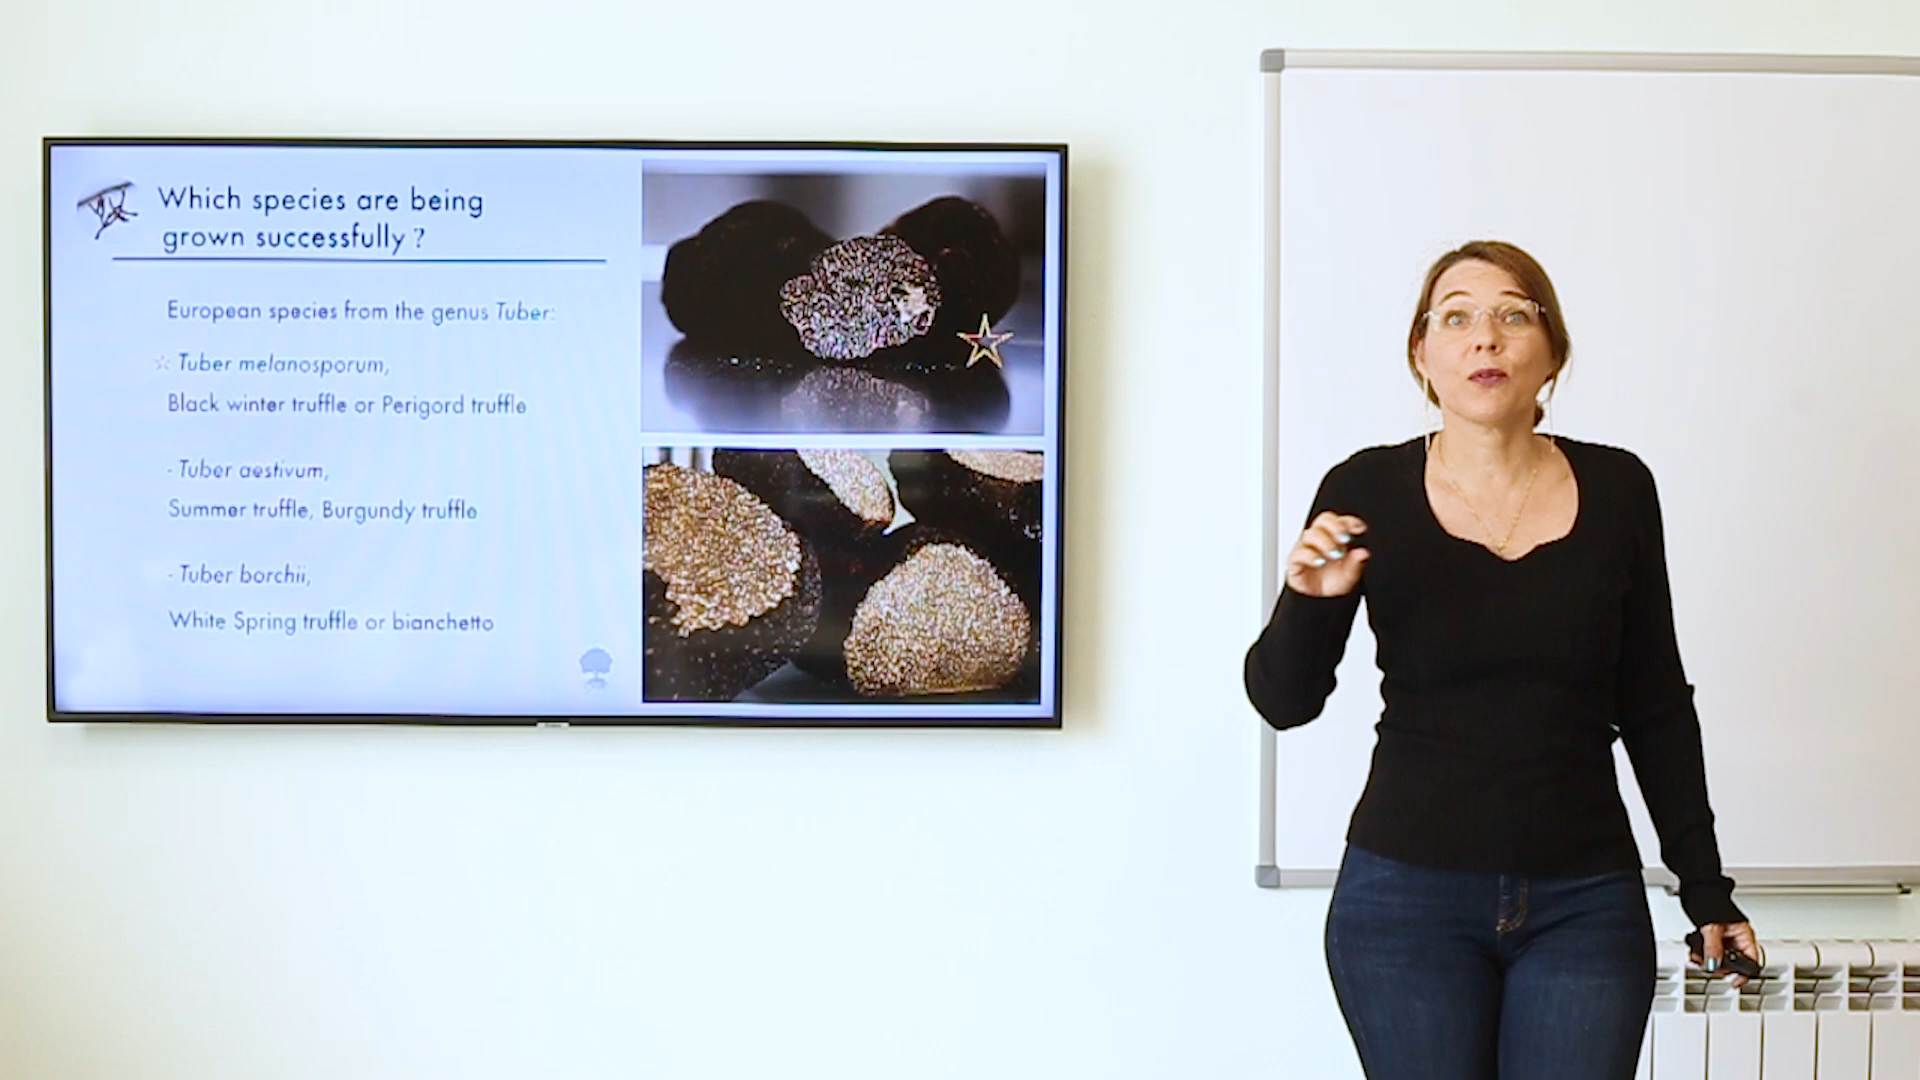 Which species are being
grown successfully ?
European species from the genus Tuber:
☆ Tuber melanosporum,
Black winter truffle or Perigord truffle
- Tuber aestivum,
Summer truffle, Burgundy truffle
- Tuber borchii,
White Spring truffle or bianchetto